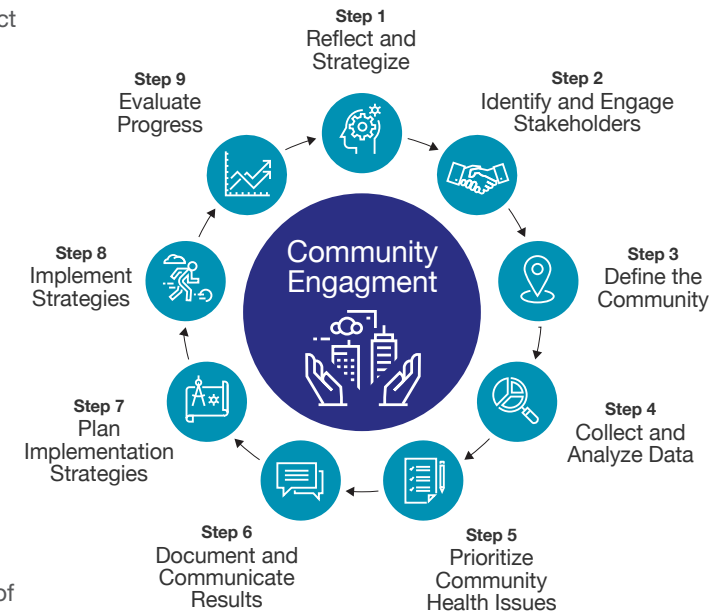 ct
Step 1
Reflect and
Strategize
Step 2
Identify and Engage
Stakeholders
Step 3
Define the
Community
Step 4
Collect and
Analyze Data
Step 5
Prioritize
Community
Health Issues
Step 6
Document and
Communicate
Results
Step 7
Plan
Implementation
Strategies
Step 8
Implement
Strategies
Step 9
Evaluate
Progress
Community
Engagment
of